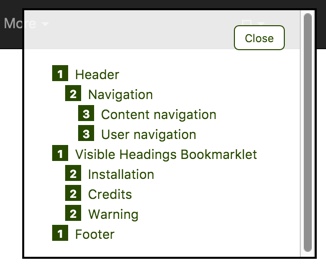 More
Close
1 Header
2 Navigation
3 Content navigation
3 User navigation
1 Visible Headings Bookmarklet
2 Installation
2 Credits
2 Warning
1 Footer